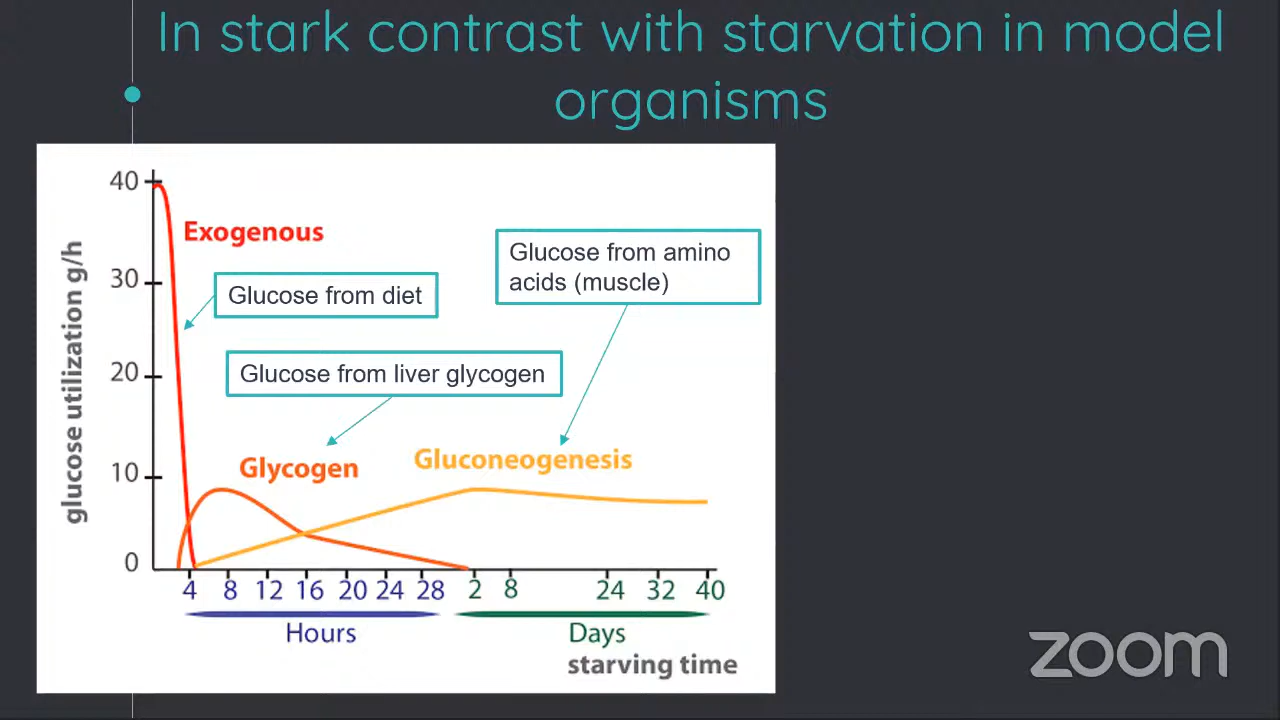 In stark contrast with starvation in model
organisms
40
30
20
10
0
glucose utilization g/h
Exogenous
Glucose from diet
Glucose from amino
acids (muscle)
Glucose from liver glycogen
Glycogen
Gluconeogenesis
4 8 12 16 20 24 28 2 8 24 32 40
Hours
Days
starving time
zoom